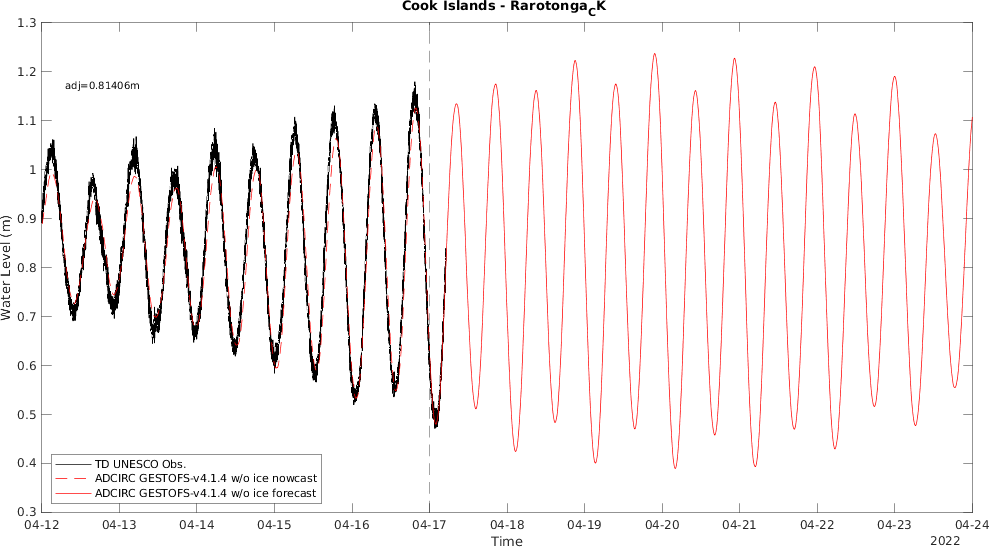 Cook Islands - Rarotonga_CK
1.3
1.2
1.1
1
0.9
0.8
0.7
0.6
0.5
0.4
0.3
Water Level (m)
adj=0.81406m
TD UNESCO Obs.
ADCIRC GESTOFS-v4.1.4 w/o ice nowcast
ADCIRC GESTOFS-v4.1.4 w/o ice forecast
04-12 04-13 04-14 04-15 04-16 04-17 04-18 04-19 04-20 04-21 04-22 04-23 04-24
Time
2022